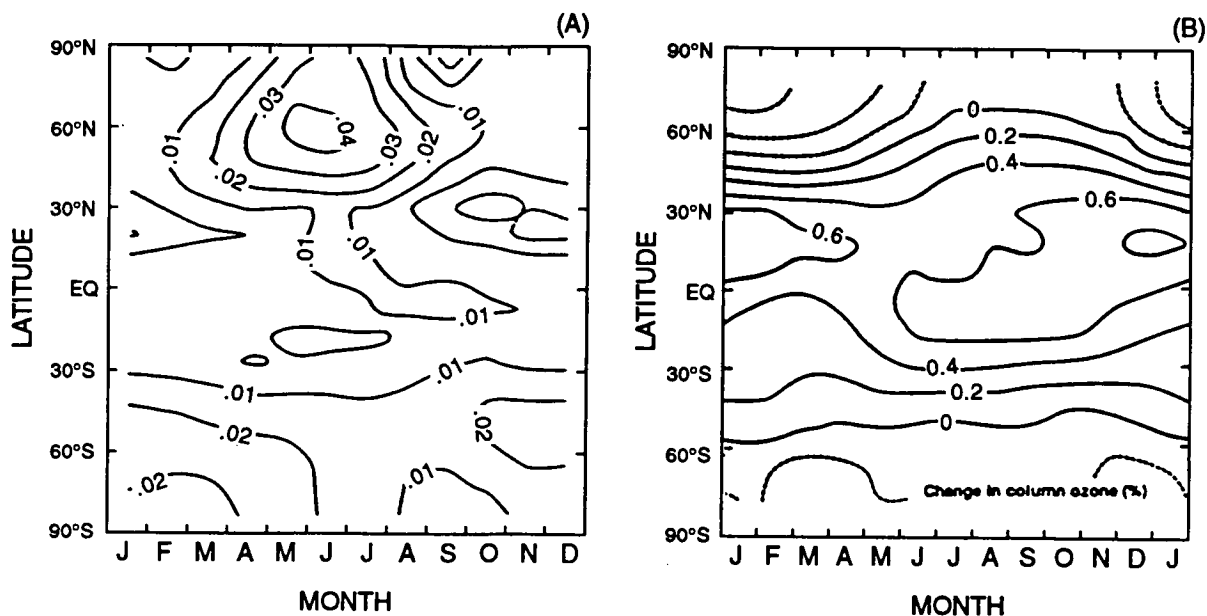 (A)
90°N
60°N
30°N
EQ
30°S
60°S
90°S
LATITUDE
J F M A M J J A S O N D
MONTH
.01
.02
.03
.04
.03
.02
.01
.01
.01
.01
.01
.01
.02
.02
.02
.01
(B)
90°N
60°N
30°N
EQ
30°S
60°S
90°S
LATITUDE
J F M A M J J A S O N D J
MONTH
0
0.2
0.4
0.6
0.6
0.4
0.2
0
Change in column ozone (%)